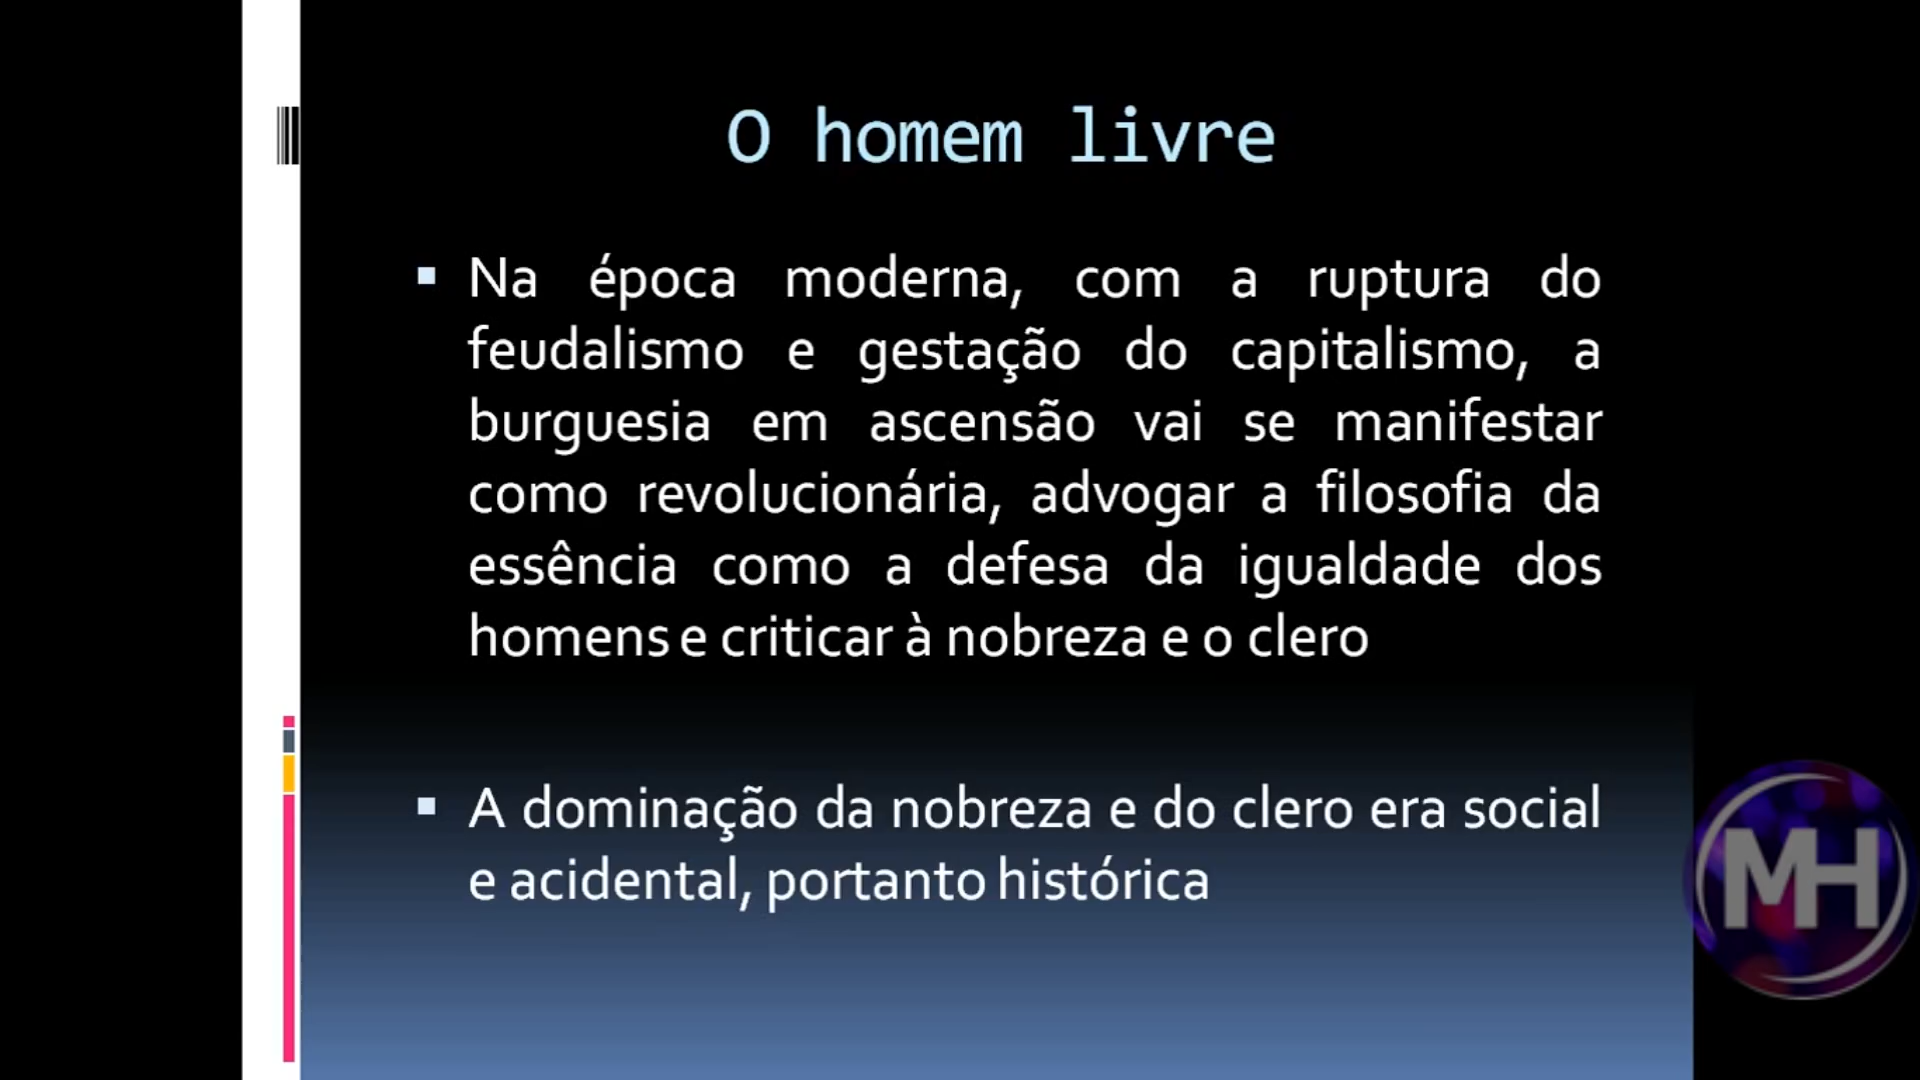 O homem livre
Na época moderna, com a ruptura do
feudalismo e gestação do capitalismo, a
burguesia em ascensão vai se manifestar
como revolucionária, advogar a filosofia da
essência como a defesa da igualdade dos
homens e criticar à nobreza e o clero
A dominação da nobreza e do clero era social
e acidental, portanto histórica
MH